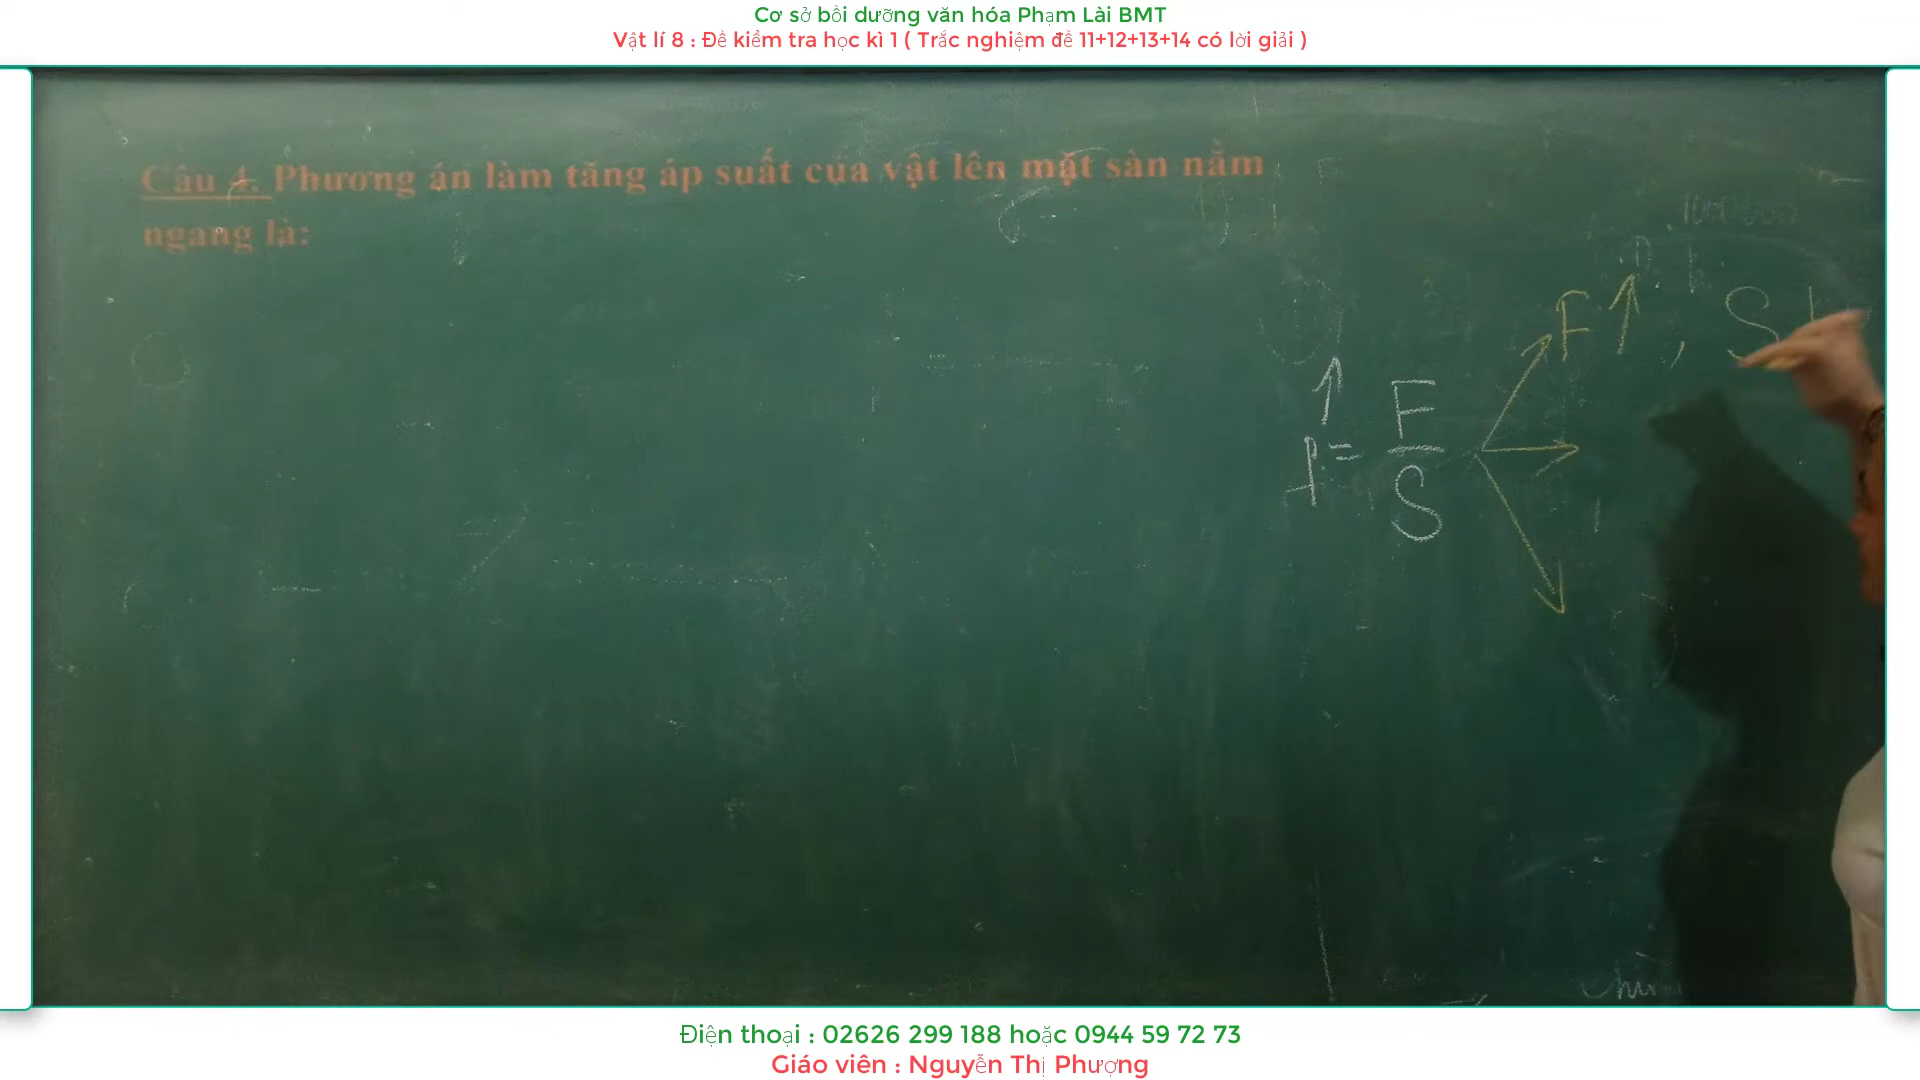 Cơ sở bồi dưỡng văn hóa Phạm Lài BMT
Vật lí 8 : Đề kiểm tra học kì 1 ( Trắc nghiệm đề 11+12+13+14 có lời giải )
Câu 4. Phương án làm tăng áp suất của vật lên mặt sàn nằm
ngang là:
F ↑ , S
↑
p = F
S
Điện thoại : 02626 299 188 hoặc 0944 59 72 73
Giáo viên : Nguyễn Thị Phượng